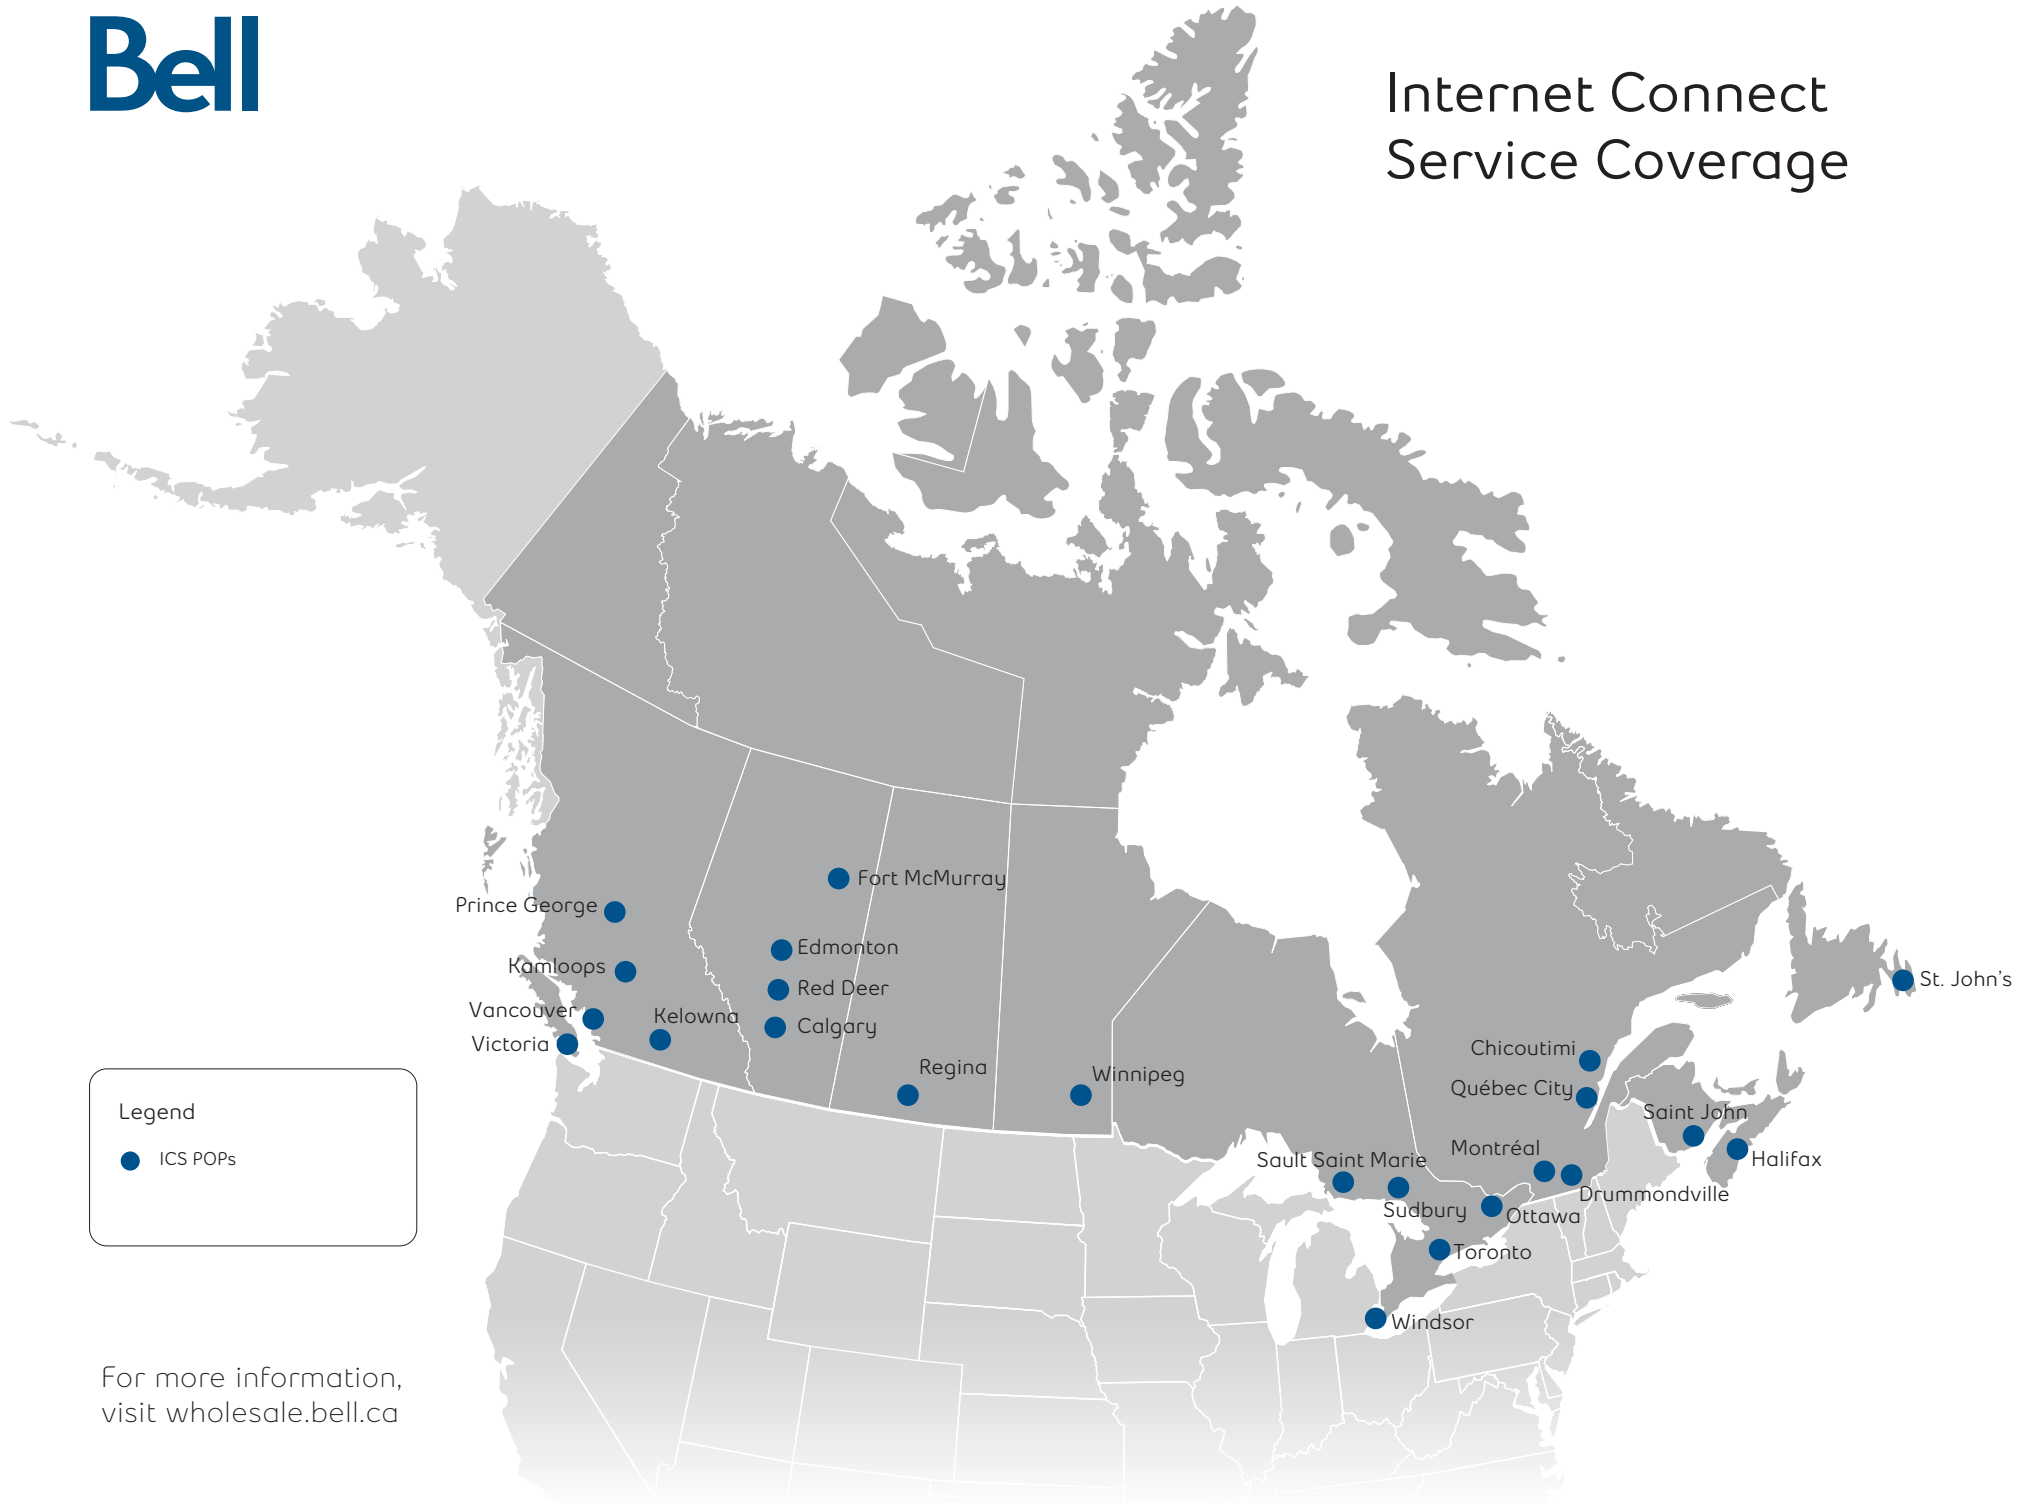 Bell
Internet Connect
Service Coverage
Fort McMurray
Prince George
Edmonton
Kamloops
Red Deer
St. John's
Vancouver
Kelowna
Calgary
Victoria
Chicoutimi
Regina
Winnipeg
Québec City
Saint John
Legend
ICS POPs
Montréal
Sault Saint Marie
Halifax
Drummondville
Sudbury
Ottawa
Toronto
Windsor
For more information,
visit wholesale.bell.ca